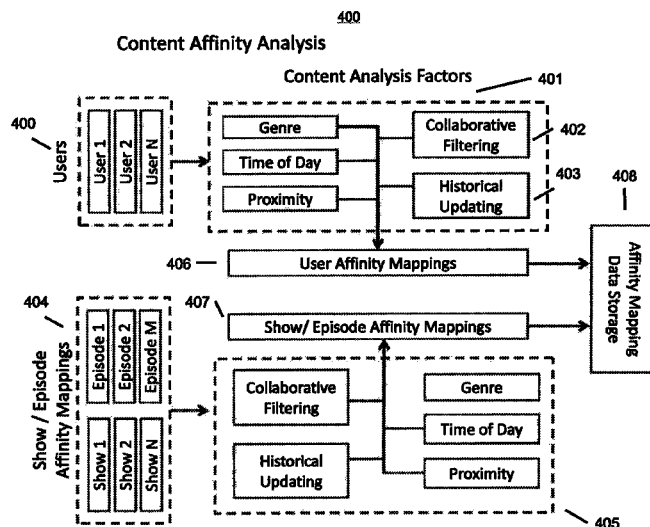 400
Content Affinity Analysis
Content Analysis Factors
401
400
Users
User 1
User 2
User N
Genre
Time of Day
Proximity
Collaborative
Filtering
402
Historical
Updating
403
408
406
User Affinity Mappings
Affinity Mapping
Data Storage
404
407
Show/ Episode Affinity Mappings
Show / Episode
Affinity Mappings
Episode 1
Episode 2
Episode M
Show 1
Show 2
Show N
Collaborative
Filtering
Historical
Updating
Genre
Time of Day
Proximity
405